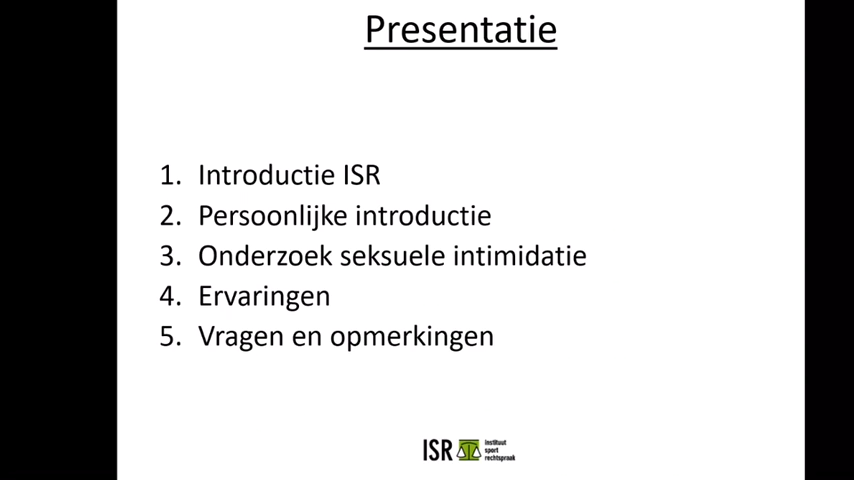 Presentatie
1. Introductie ISR
2. Persoonlijke introductie
3. Onderzoek seksuele intimidatie
4. Ervaringen
5. Vragen en opmerkingen
ISR
instituut
sport
rechtspraak